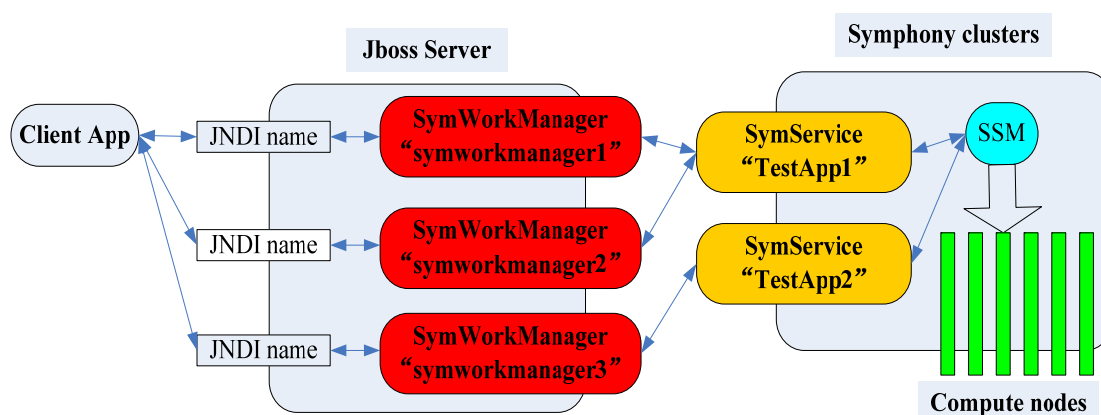 Symphony clusters
Jboss Server
Client App
JNDI name
SymWorkManager
“symworkmanager1”
SymService
“TestApp1”
SSM
JNDI name
SymWorkManager
“symworkmanager2”
SymService
“TestApp2”
JNDI name
SymWorkManager
“symworkmanager3”
Compute nodes